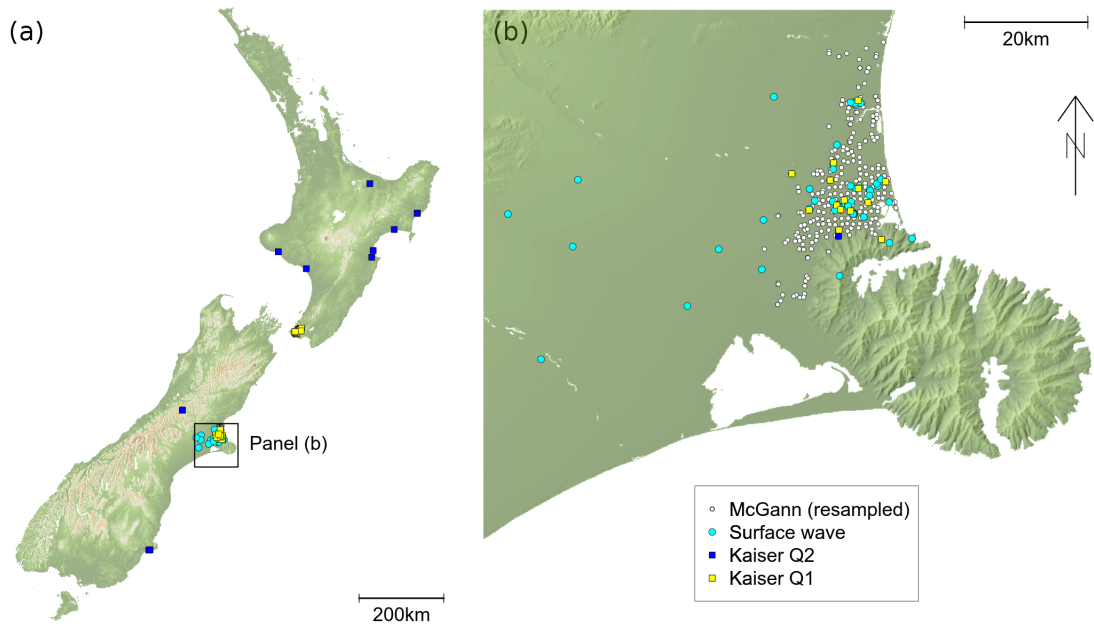 (a)
(b)
20km
N
Panel (b)
200km
McGann (resampled)
Surface wave
Kaiser Q2
Kaiser Q1